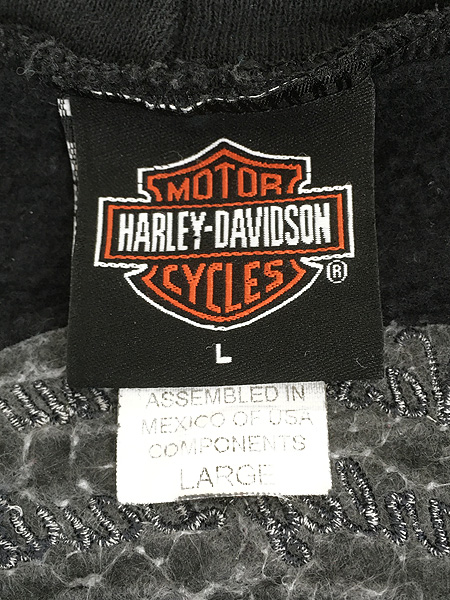 MOTOR
HARLEY-DAVIDSON
CYCLES
®
L
ASSEMBLED IN
MEXICO OF USA
COMPONENTS
LARGE